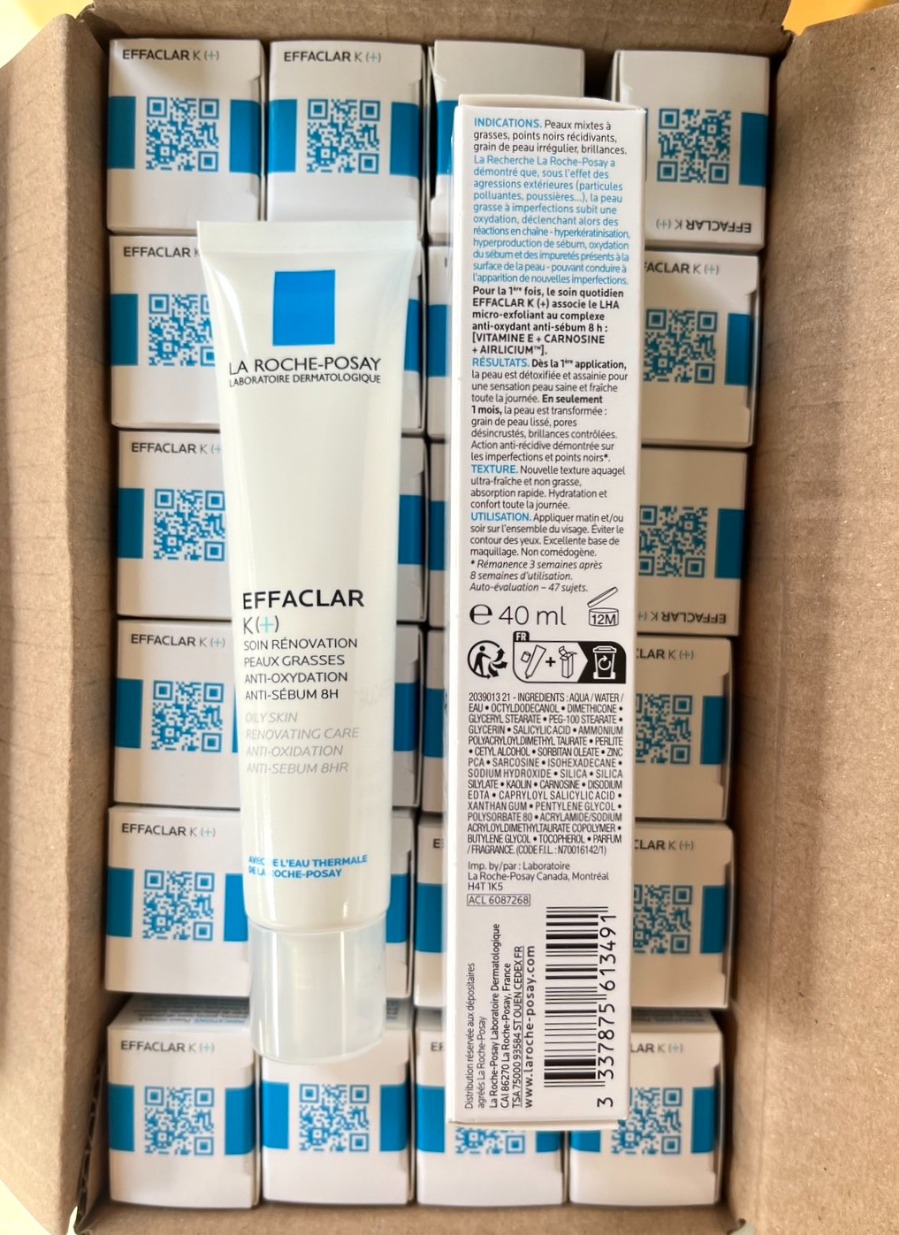 EFFACLAR K (+)
EFFACLAR K (+)
EFFACLAR K (+)
EFFACLAR K
ACLAR K (+)
EFFACLAR K (+
EFFACLAR K (+)
EFFACLAR K (+)
LAR K (+)
EFFACLAR K (+)
LAR K (+)
EFFACLAR K (+)
LAR K (+)
LA ROCHE-POSAY
LABORATOIRE DERMATOLOGIQUE
EFFACLAR
K(+)
SOIN RÉNOVATION
PEAUX GRASSES
ANTI-OXYDATION
ANTI-SÉBUM 8H
OILY SKIN
RENOVATING CARE
ANTI-OXIDATION
ANTI-SEBUM 8HR
AVEC DE L'EAU THERMALE
DE LA ROCHE-POSAY
INDICATIONS. Peaux mixtes à
grasses, points noirs récidivants,
grain de peau irrégulier, brillances.
La Recherche La Roche-Posay a
démontré que, sous l'effet des
agressions extérieures (particules
polluantes, poussières...), la peau
grasse à imperfections subit une
oxydation, déclenchant alors des
réactions en chaîne - hyperkératinisation,
hyperproduction de sébum, oxydation
du sébum et des impuretés présents à la
surface de la peau - pouvant conduire à
l'apparition de nouvelles imperfections.
Pour la 1ère fois, le soin quotidien
EFFACLAR K (+) associe le LHA
micro-exfoliant au complexe
anti-oxydant anti-sébum 8 h :
[VITAMINE E + CARNOSINE
+ AIRLICIUM™].
RÉSULTATS. Dès la 1ère application,
la peau est détoxifiée et assainie pour
une sensation peau saine et fraîche
toute la journée. En seulement
1 mois, la peau est transformée :
grain de peau lissé, pores
désincrustés, brillances contrôlées.
Action anti-récidive démontrée sur
les imperfections et points noirs*.
TEXTURE. Nouvelle texture aquagel
ultra-fraîche et non grasse,
absorption rapide. Hydratation et
confort toute la journée.
UTILISATION. Appliquer matin et/ou
soir sur l'ensemble du visage. Éviter le
contour des yeux. Excellente base de
maquillage. Non comédogène.
* Rémanence 3 semaines après
8 semaines d'utilisation.
Auto-évaluation – 47 sujets.
e 40 ml 12M
FR
2039013 21 - INGREDIENTS : AQUA / WATER /
EAU • OCTYLDODECANOL • DIMETHICONE •
GLYCERYL STEARATE • PEG-100 STEARATE •
GLYCERIN • SALICYLIC ACID • AMMONIUM
POLYACRYLOYLDIMETHYL TAURATE • PERLITE
• CETYL ALCOHOL • SORBITAN OLEATE • ZINC
PCA • SARCOSINE • ISOHEXADECANE •
SODIUM HYDROXIDE • SILICA • SILICA
SILYLATE • KAOLIN • CARNOSINE • DISODIUM
EDTA • CAPRYLOYL SALICYLIC ACID •
XANTHAN GUM • PENTYLENE GLYCOL •
POLYSORBATE 80 • ACRYLAMIDE/SODIUM
ACRYLOYLDIMETHYLTAURATE COPOLYMER •
BUTYLENE GLYCOL • TOCOPHEROL • PARFUM
/ FRAGRANCE. (CODE F.I.L. : N70016142/1)
Imp. by/par : Laboratoire
La Roche-Posay Canada, Montréal
H4T 1K5
ACL 6087268
Distribution réservée aux dépositaires
agréés La Roche-Posay
La Roche-Posay Laboratoire Dermatologique
CAI 86270 La Roche-Posay, France
TSA 75000 93584 ST OUEN CEDEX FR
www.laroche-posay.com
3 337875 613491